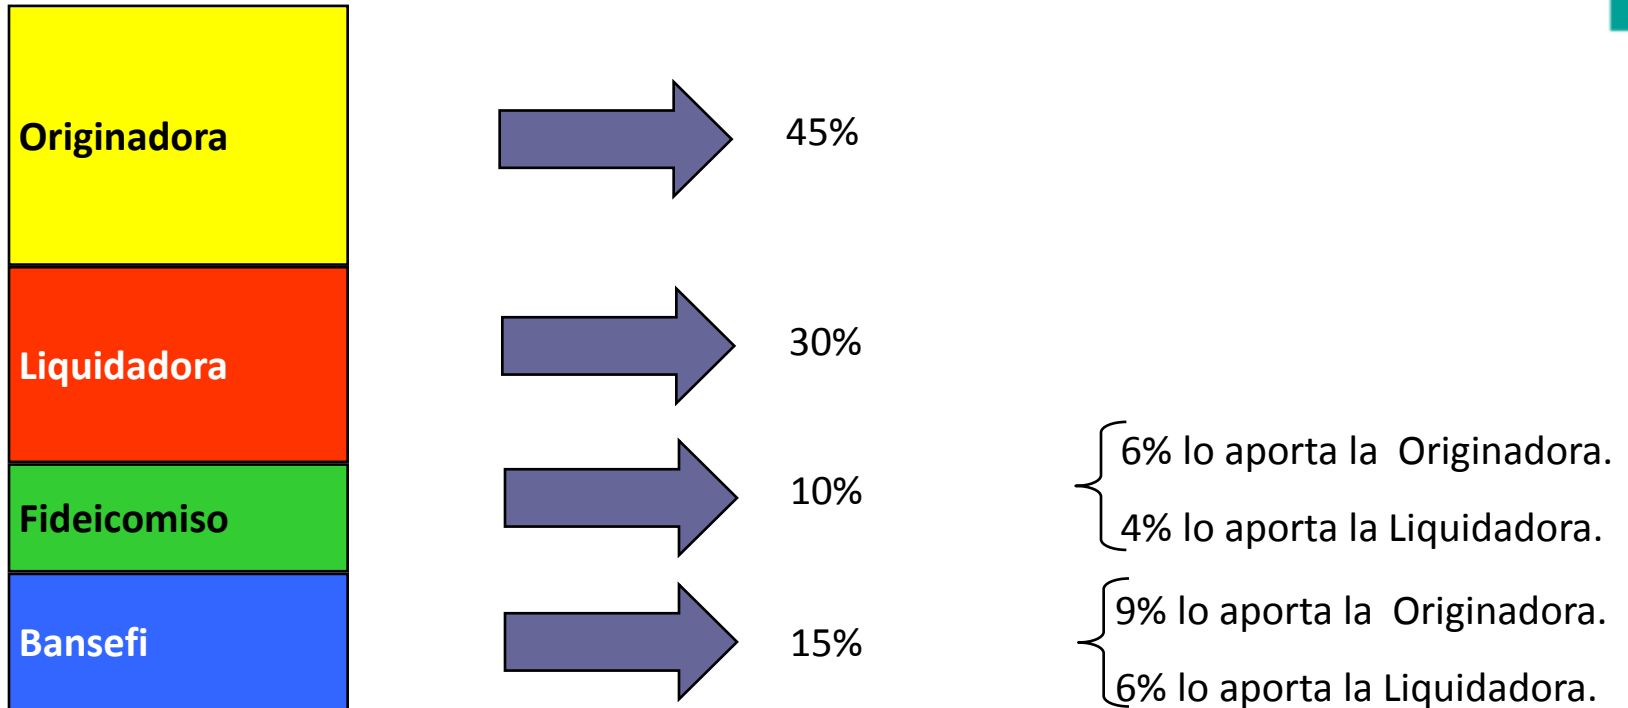 Originadora
45%
Liquidadora
30%
Fideicomiso
10%
6% lo aporta la  Originadora.
4% lo aporta la Liquidadora.
Bansefi
15%
9% lo aporta la  Originadora.
6% lo aporta la Liquidadora.